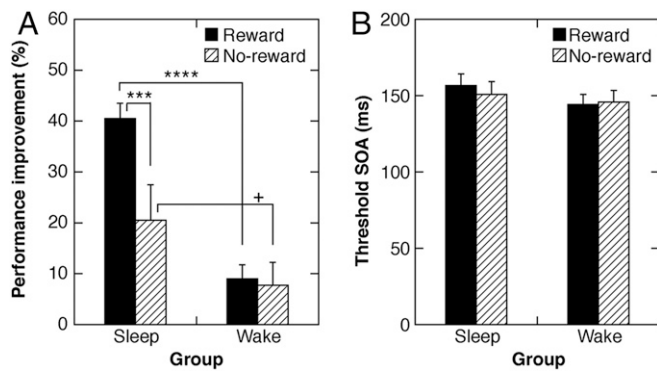 A
Performance improvement (%)
60
50
40
30
20
10
0
Reward
No-reward
****
***
+
Sleep
Wake
Group
B
Threshold SOA (ms)
200
150
100
50
0
Reward
No-reward
Sleep
Wake
Group